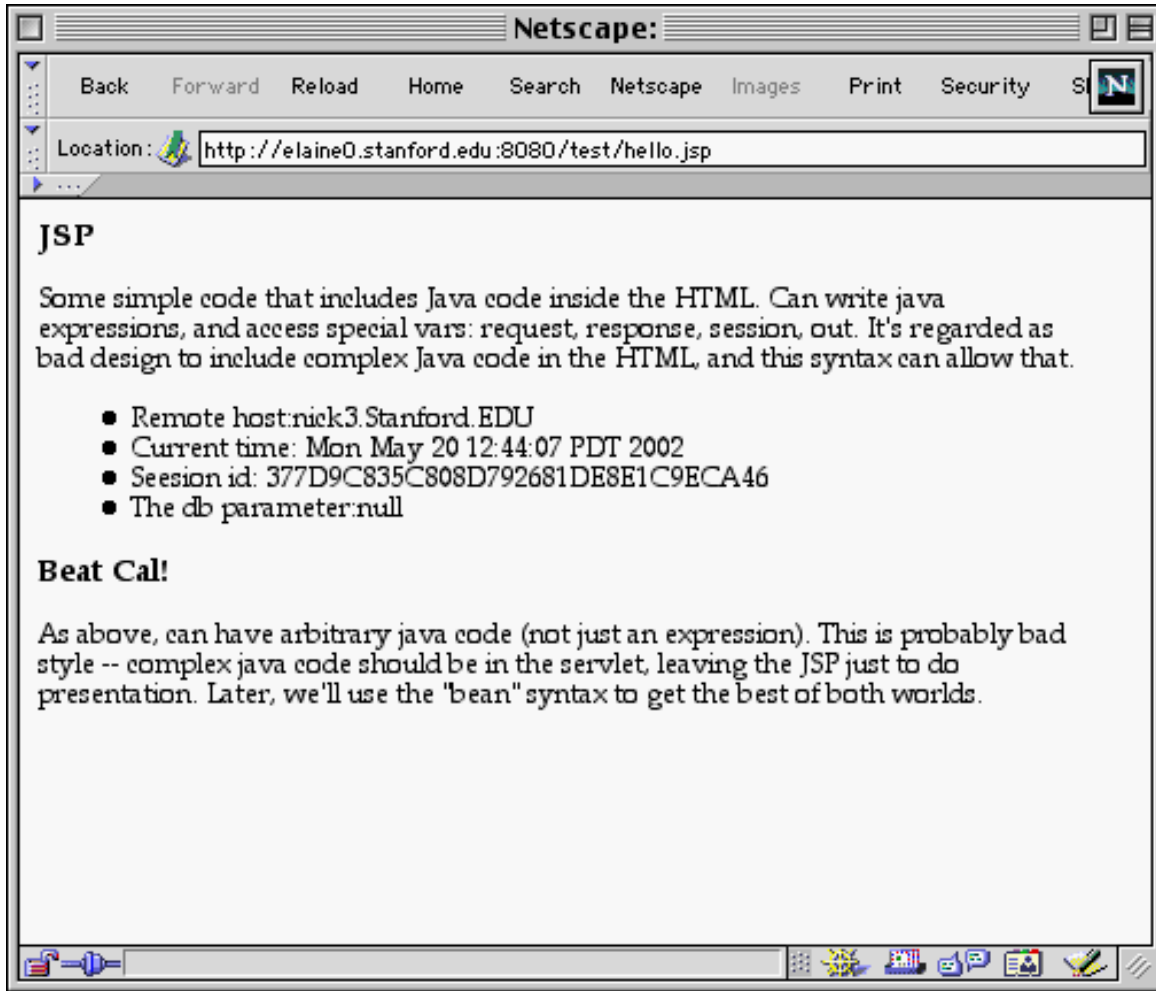 Netscape:
Back Forward Reload Home Search Netscape Images Print Security
N
Location: http://elaine0.stanford.edu:8080/test/hello.jsp
...
JSP
Some simple code that includes Java code inside the HTML. Can write java
expressions, and access special vars: request, response, session, out. It's regarded as
bad design to include complex Java code in the HTML, and this syntax can allow that.
● Remote host:nick3.Stanford.EDU
● Current time: Mon May 20 12:44:07 PDT 2002
● Seesion id: 377D9C835C808D792681DE8E1C9ECA46
● The db parameter:null
Beat Cal!
As above, can have arbitrary java code (not just an expression). This is probably bad
style -- complex java code should be in the servlet, leaving the JSP just to do
presentation. Later, we'll use the "bean" syntax to get the best of both worlds.